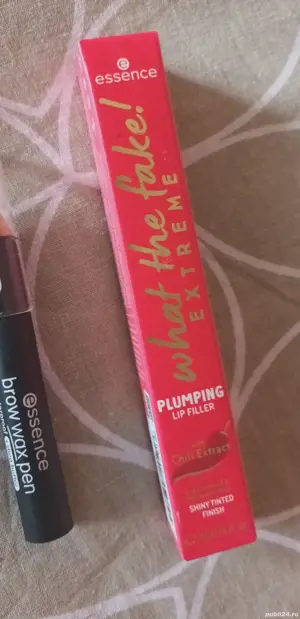 essence
what the fake!
EXTREME
PLUMPING
LIP FILLER
with
Chili Extract
SHINY TINTED
FINISH
essence
brow wax pen
publi24.ro